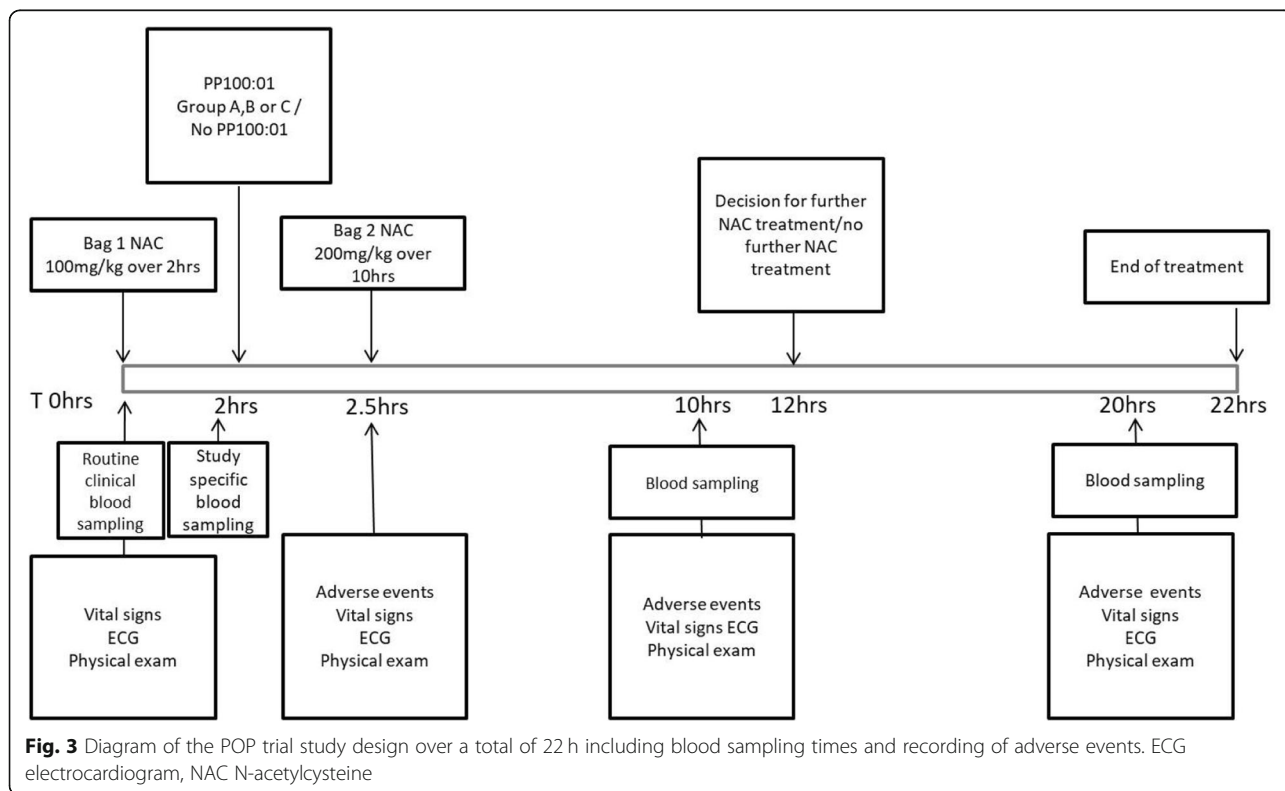 PP100:01
Group A,B or C /
No PP100:01
Bag 1 NAC
100mg/kg over 2hrs
Bag 2 NAC
200mg/kg over
10hrs
Decision for further
NAC treatment/no
further NAC
treatment
End of treatment
T 0hrs
2hrs
2.5hrs
10hrs
12hrs
20hrs
22hrs
Routine
clinical
blood
sampling
Study
specific
blood
sampling
Blood sampling
Blood sampling
Vital signs
ECG
Physical exam
Adverse events
Vital signs
ECG
Physical exam
Adverse events
Vital signs ECG
Physical exam
Adverse events
Vital signs
ECG
Physical exam
Fig. 3 Diagram of the POP trial study design over a total of 22 h including blood sampling times and recording of adverse events. ECG
electrocardiogram, NAC N-acetylcysteine